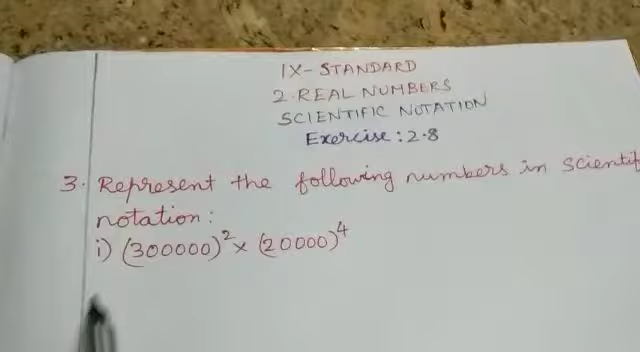 IX-STANDARD
2.REAL NUMBERS
SCIENTIFIC NOTATION
Exercise: 2.8
3. Represent the following numbers in scientif
notation:
i) (300000)² × (20000)⁴